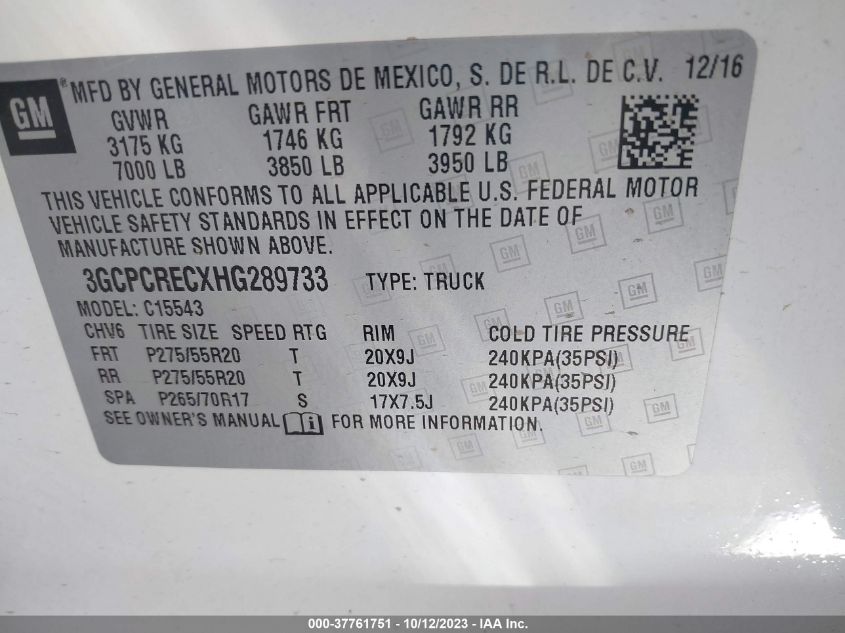 GM
® MFD BY GENERAL MOTORS DE MEXICO, S. DE R.L. DE C.V. 12/16
GVWR GAWR FRT GAWR RR
3175 KG 1746 KG 1792 KG
7000 LB 3850 LB 3950 LB
THIS VEHICLE CONFORMS TO ALL APPLICABLE U.S. FEDERAL MOTOR
VEHICLE SAFETY STANDARDS IN EFFECT ON THE DATE OF
MANUFACTURE SHOWN ABOVE.
3GCPCRECXHG289733 TYPE: TRUCK
MODEL: C15543
CHV6 TIRE SIZE SPEED RTG RIM COLD TIRE PRESSURE
FRT P275/55R20 T 20X9J 240KPA(35PSI)
RR P275/55R20 T 20X9J 240KPA(35PSI)
SPA P265/70R17 S 17X7.5J 240KPA(35PSI)
SEE OWNER'S MANUAL i FOR MORE INFORMATION.
000-37761751 - 10/12/2023 - IAA Inc.